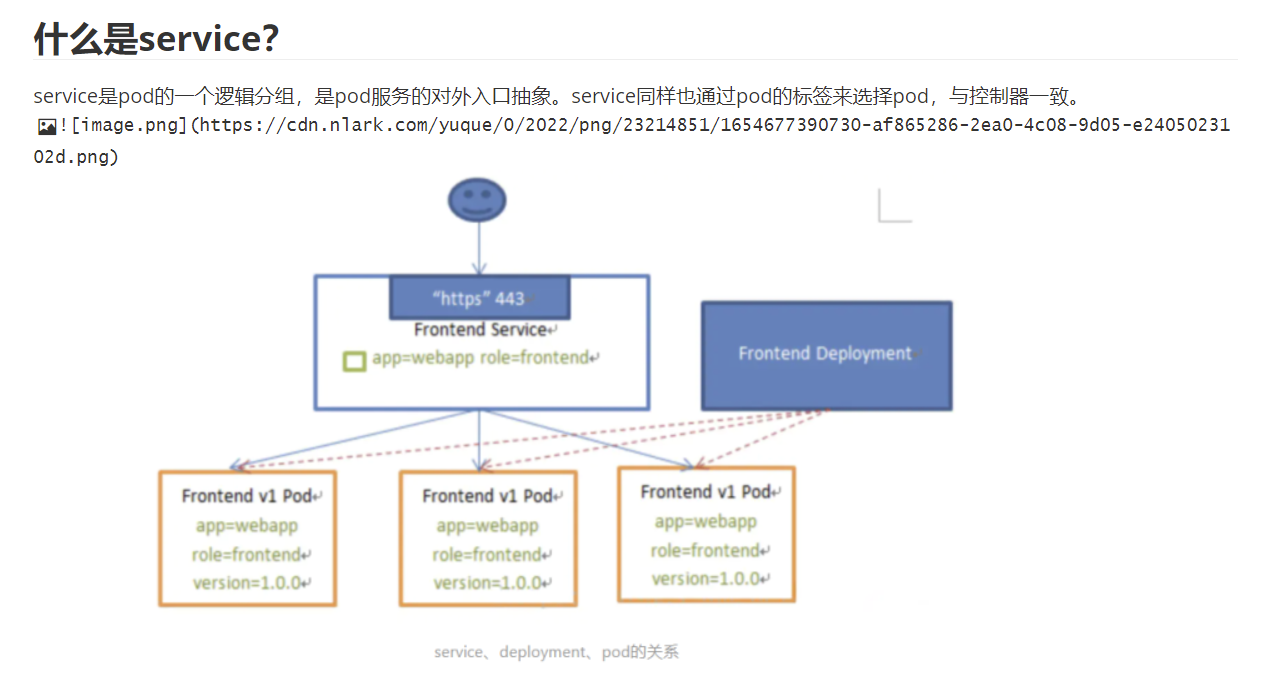 什么是service?
service是pod的一个逻辑分组，是pod服务的对外入口抽象。service同样也通过pod的标签来选择pod，与控制器一致。
![image.png](https://cdn.nlark.com/yuque/0/2022/png/23214851/1654677390730-af865286-2ea0-4c08-9d05-e24050231
02d.png)
“https” 443
Frontend Service
app=webapp role=frontend
Frontend Deployment
Frontend v1 Pod
app=webapp
role=frontend
version=1.0.0
Frontend v1 Pod
app=webapp
role=frontend
version=1.0.0
Frontend v1 Pod
app=webapp
role=frontend
version=1.0.0
service、deployment、pod的关系